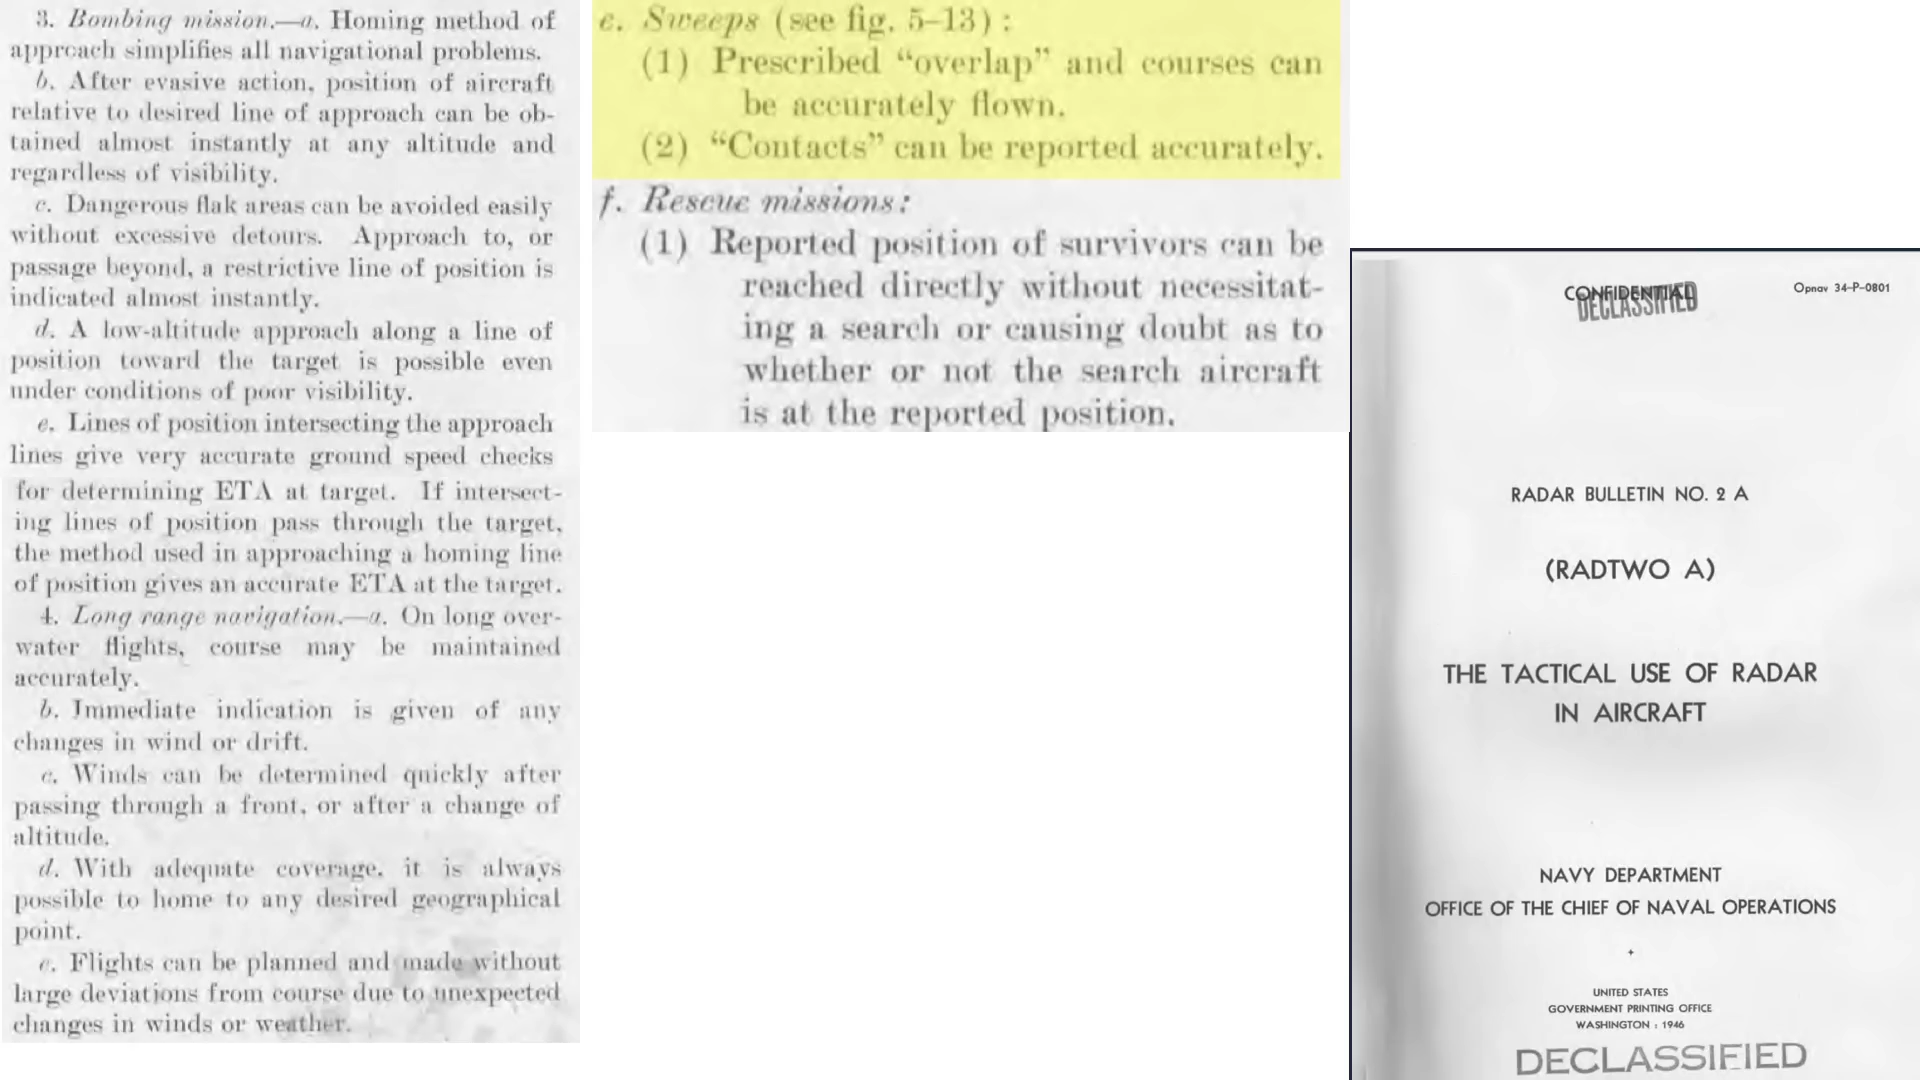 3. Bombing mission.—a. Homing method of
approach simplifies all navigational problems.
b. After evasive action, position of aircraft
relative to desired line of approach can be ob-
tained almost instantly at any altitude and
regardless of visibility.
c. Dangerous flak areas can be avoided easily
without excessive detours. Approach to, or
passage beyond, a restrictive line of position is
indicated almost instantly.
d. A low-altitude approach along a line of
position toward the target is possible even
under conditions of poor visibility.
e. Lines of position intersecting the approach
lines give very accurate ground speed checks
for determining ETA at target. If intersect-
ing lines of position pass through the target,
the method used in approaching a homing line
of position gives an accurate ETA at the target.
4. Long range navigation.—a. On long over-
water flights, course may be maintained
accurately.
b. Immediate indication is given of any
changes in wind or drift.
c. Winds can be determined quickly after
passing through a front, or after a change of
altitude.
d. With adequate coverage, it is always
possible to home to any desired geographical
point.
e. Flights can be planned and made without
large deviations from course due to unexpected
changes in winds or weather.
e. Sweeps (see fig. 5–13) :
(1) Prescribed “overlap” and courses can
be accurately flown.
(2) “Contacts” can be reported accurately.
f. Rescue missions:
(1) Reported position of survivors can be
reached directly without necessitat-
ing a search or causing doubt as to
whether or not the search aircraft
is at the reported position.
CONFIDENTIAL
DECLASSIFIED
Opnav 34–P–0801
RADAR BULLETIN NO. 2 A
(RADTWO A)
THE TACTICAL USE OF RADAR
IN AIRCRAFT
NAVY DEPARTMENT
OFFICE OF THE CHIEF OF NAVAL OPERATIONS
UNITED STATES
GOVERNMENT PRINTING OFFICE
WASHINGTON : 1946
DECLASSIFIED